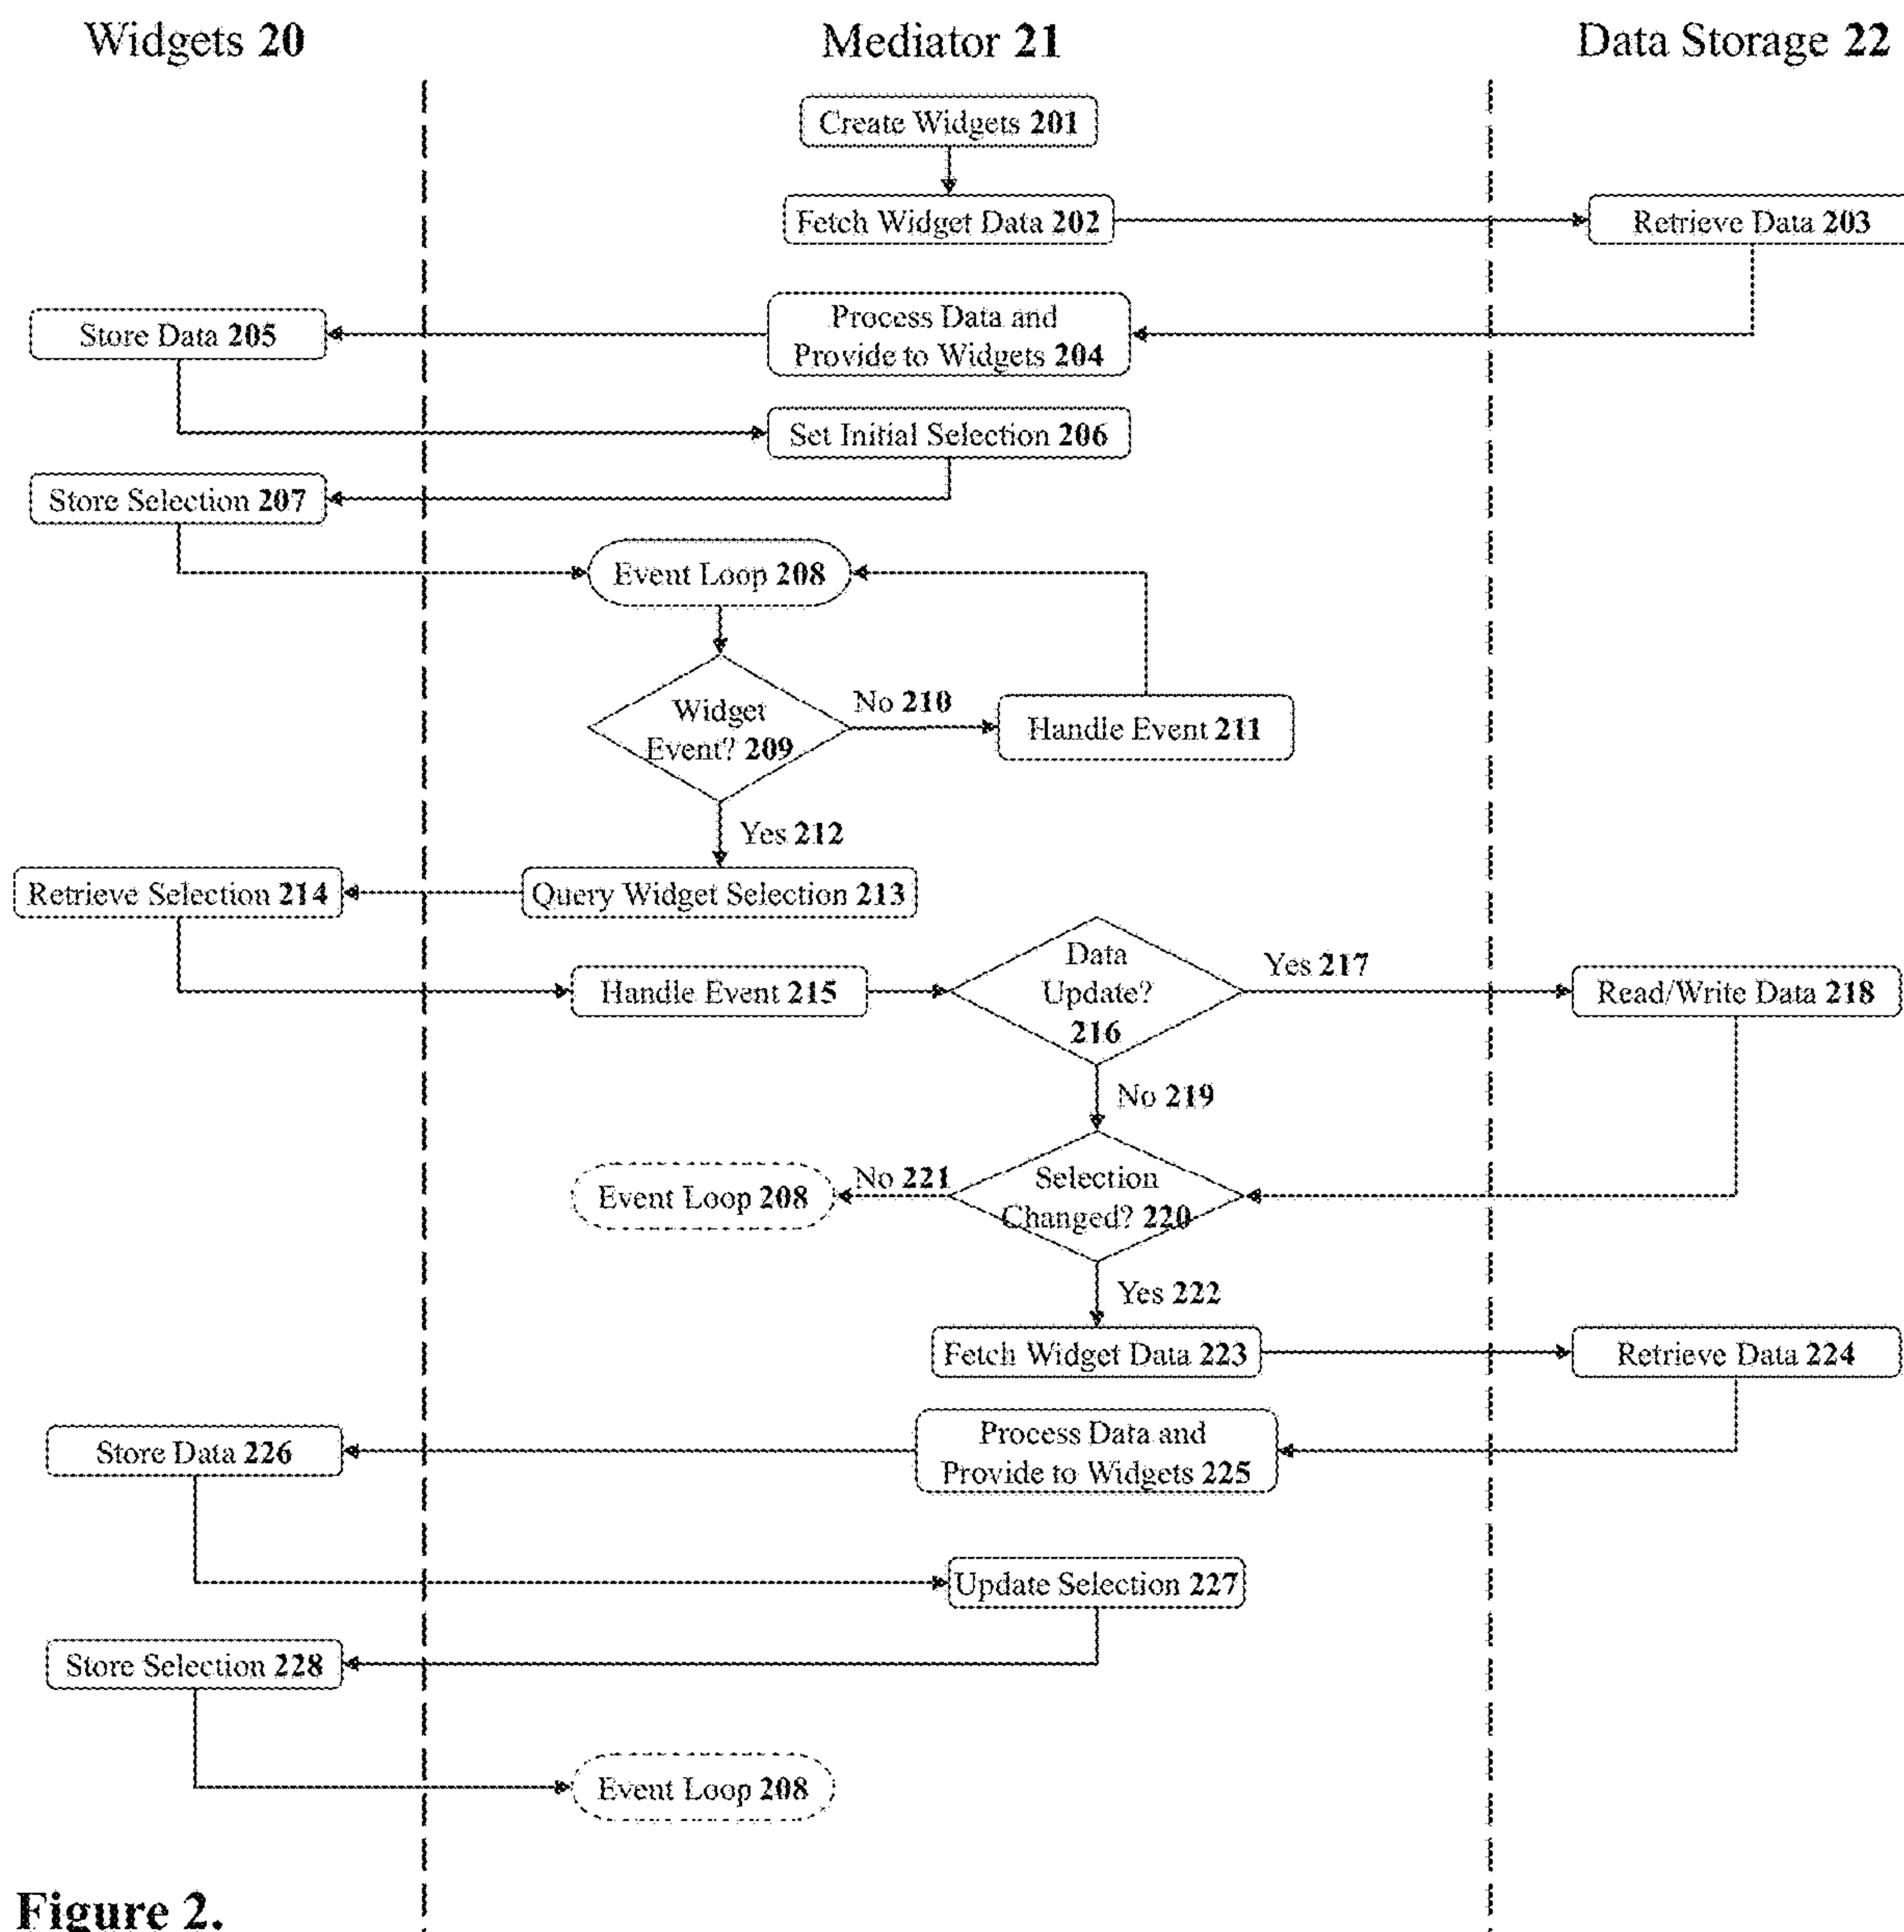 Widgets 20
Mediator 21
Data Storage 22
Create Widgets 201
Fetch Widget Data 202
Retrieve Data 203
Process Data and
Provide to Widgets 204
Store Data 205
Set Initial Selection 206
Store Selection 207
Event Loop 208
Widget
Event? 209
No 210
Handle Event 211
Yes 212
Query Widget Selection 213
Retrieve Selection 214
Handle Event 215
Data
Update?
216
Yes 217
Read/Write Data 218
No 219
Selection
Changed? 220
No 221
Event Loop 208
Yes 222
Fetch Widget Data 223
Retrieve Data 224
Process Data and
Provide to Widgets 225
Store Data 226
Update Selection 227
Store Selection 228
Event Loop 208
Figure 2.